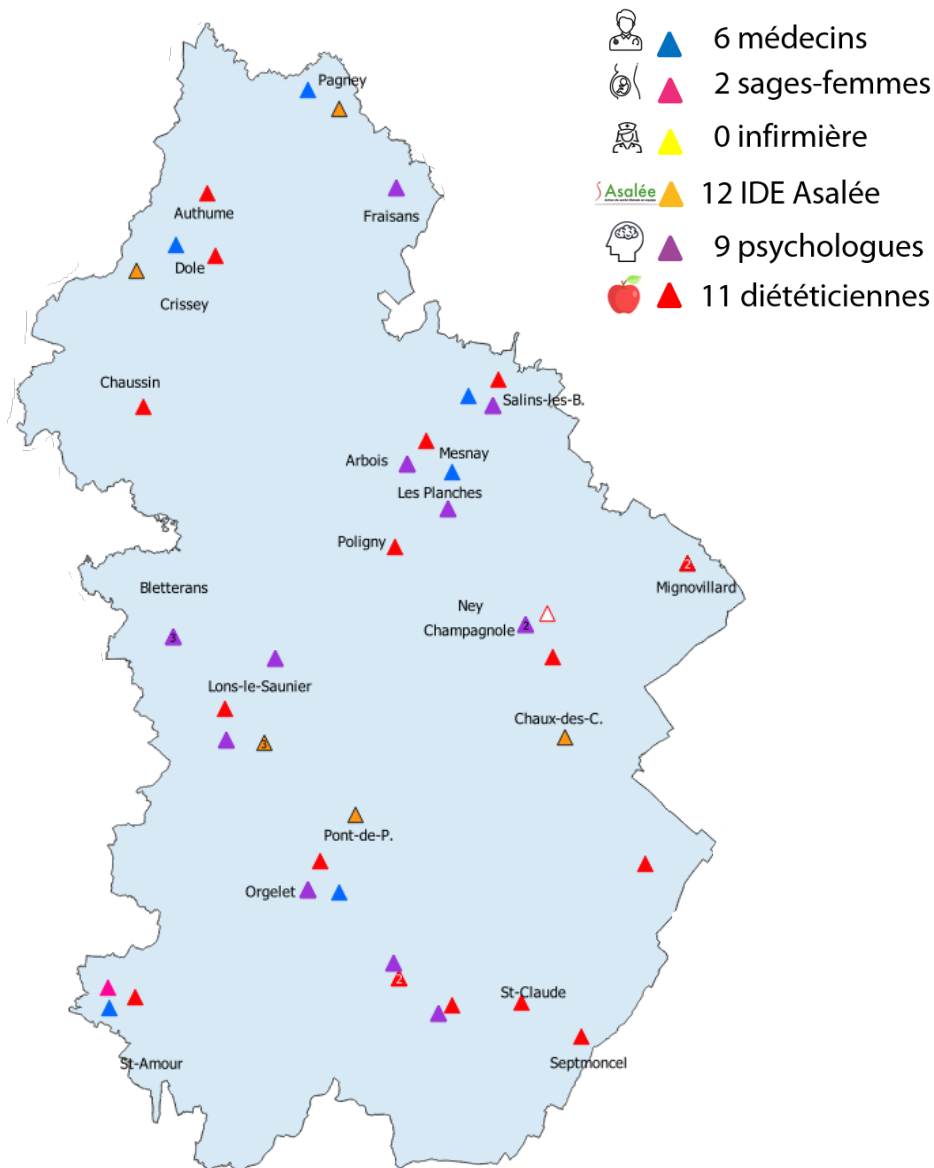 6 médecins
2 sages-femmes
0 infirmière
Asalée
12 IDE Asalée
9 psychologues
11 diététiciennes
Pagney
Authume
Fraisans
Dole
Crissey
Chaussin
Salins-les-B.
Arbois
Mesnay
Les Planches
Poligny
2
Mignovillard
Bletterans
Ney
Champagnole
2
3
Lons-le-Saunier
3
Chaux-des-C.
Pont-de-P.
Orgelet
2
St-Claude
St-Amour
Septmoncel